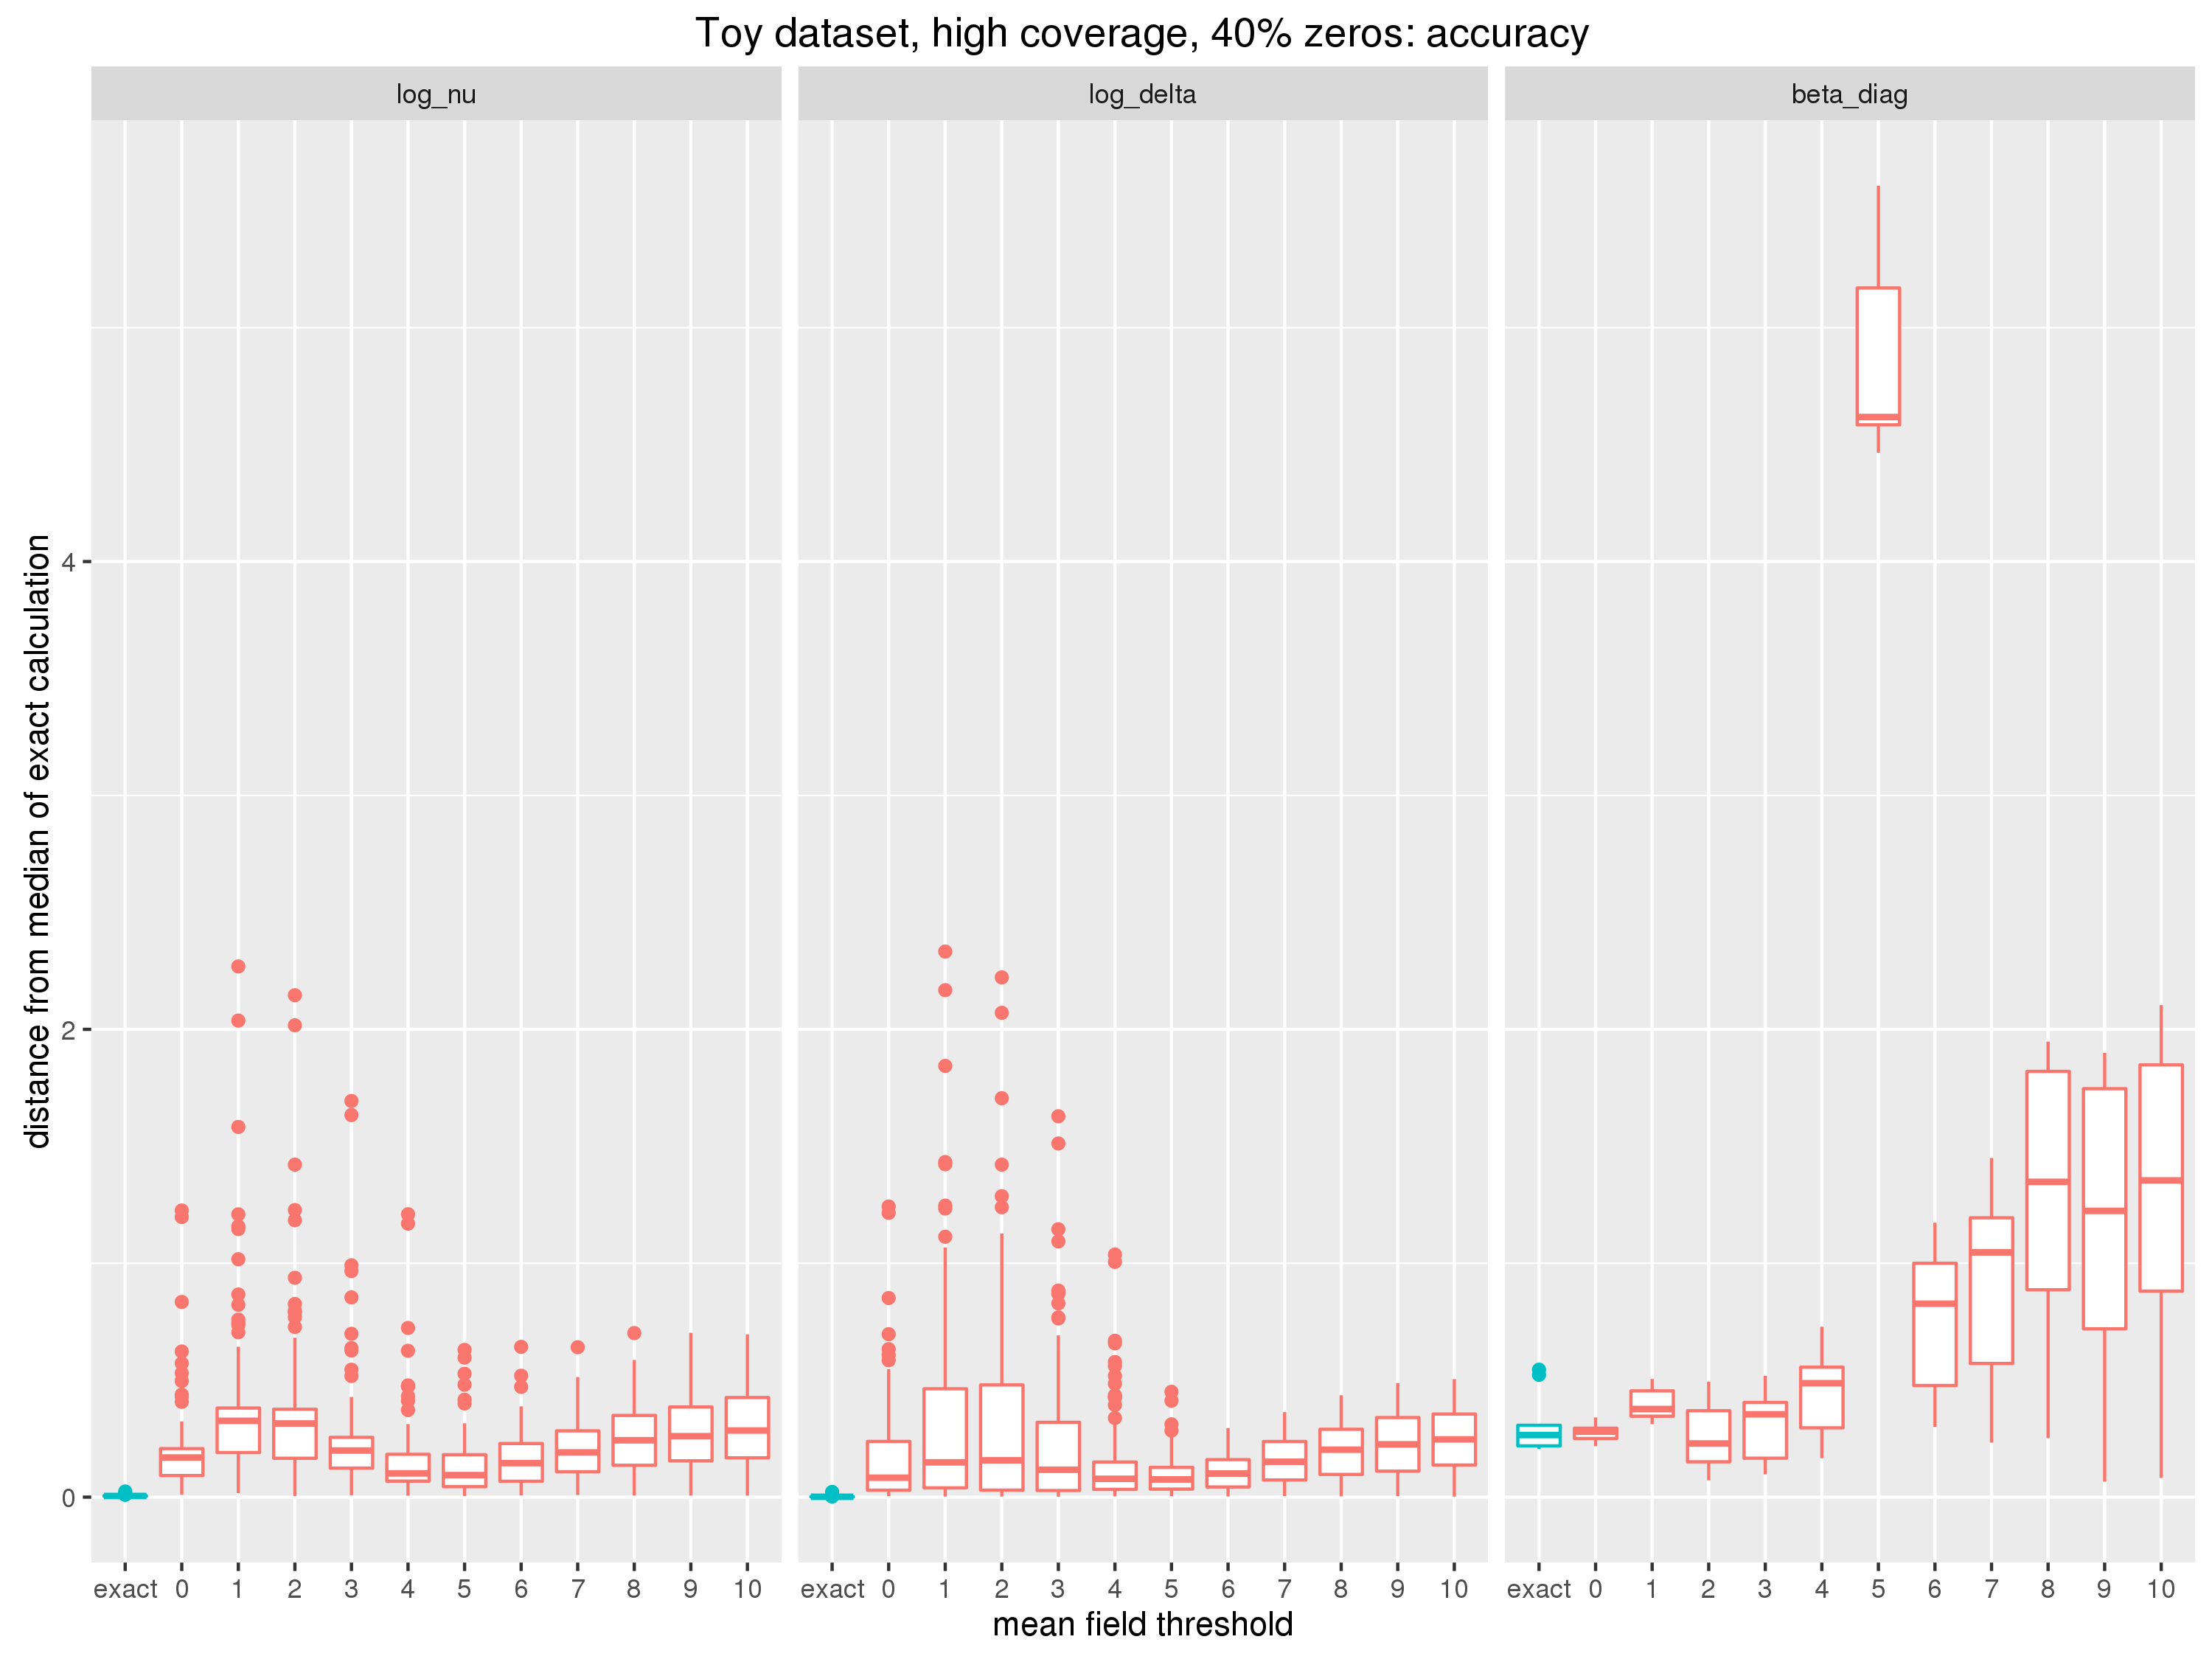 Toy dataset, high coverage, 40% zeros: accuracy
log_nu log_delta beta_diag
distance from median of exact calculation
4
2
0
exact 0 1 2 3 4 5 6 7 8 9 10 exact 0 1 2 3 4 5 6 7 8 9 10 exact 0 1 2 3 4 5 6 7 8 9 10
mean field threshold